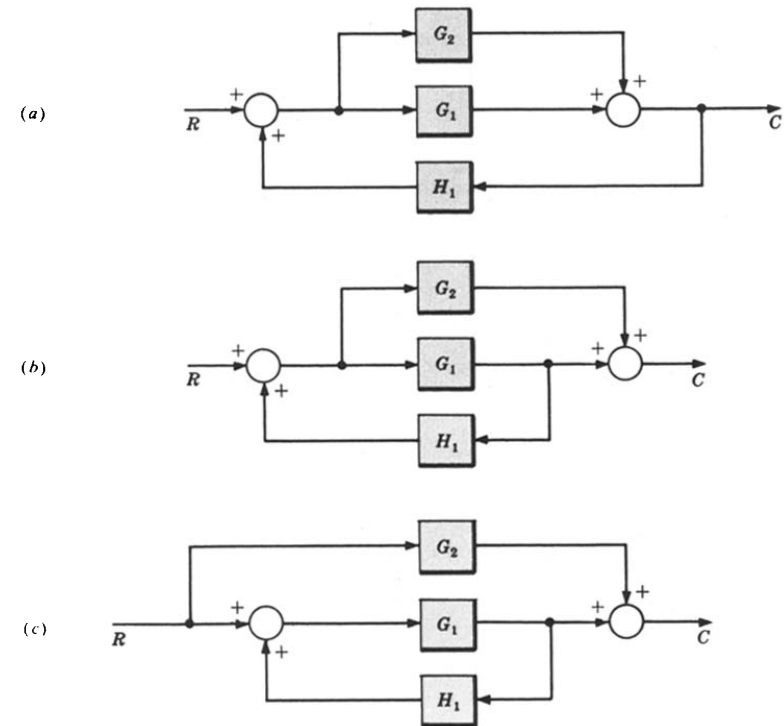 G₂
(a)
+ + +
R + G₁ C
H₁
G₂
(b)
+ + +
R + G₁ C
H₁
G₂
(c)
+ + +
R + G₁ C
H₁